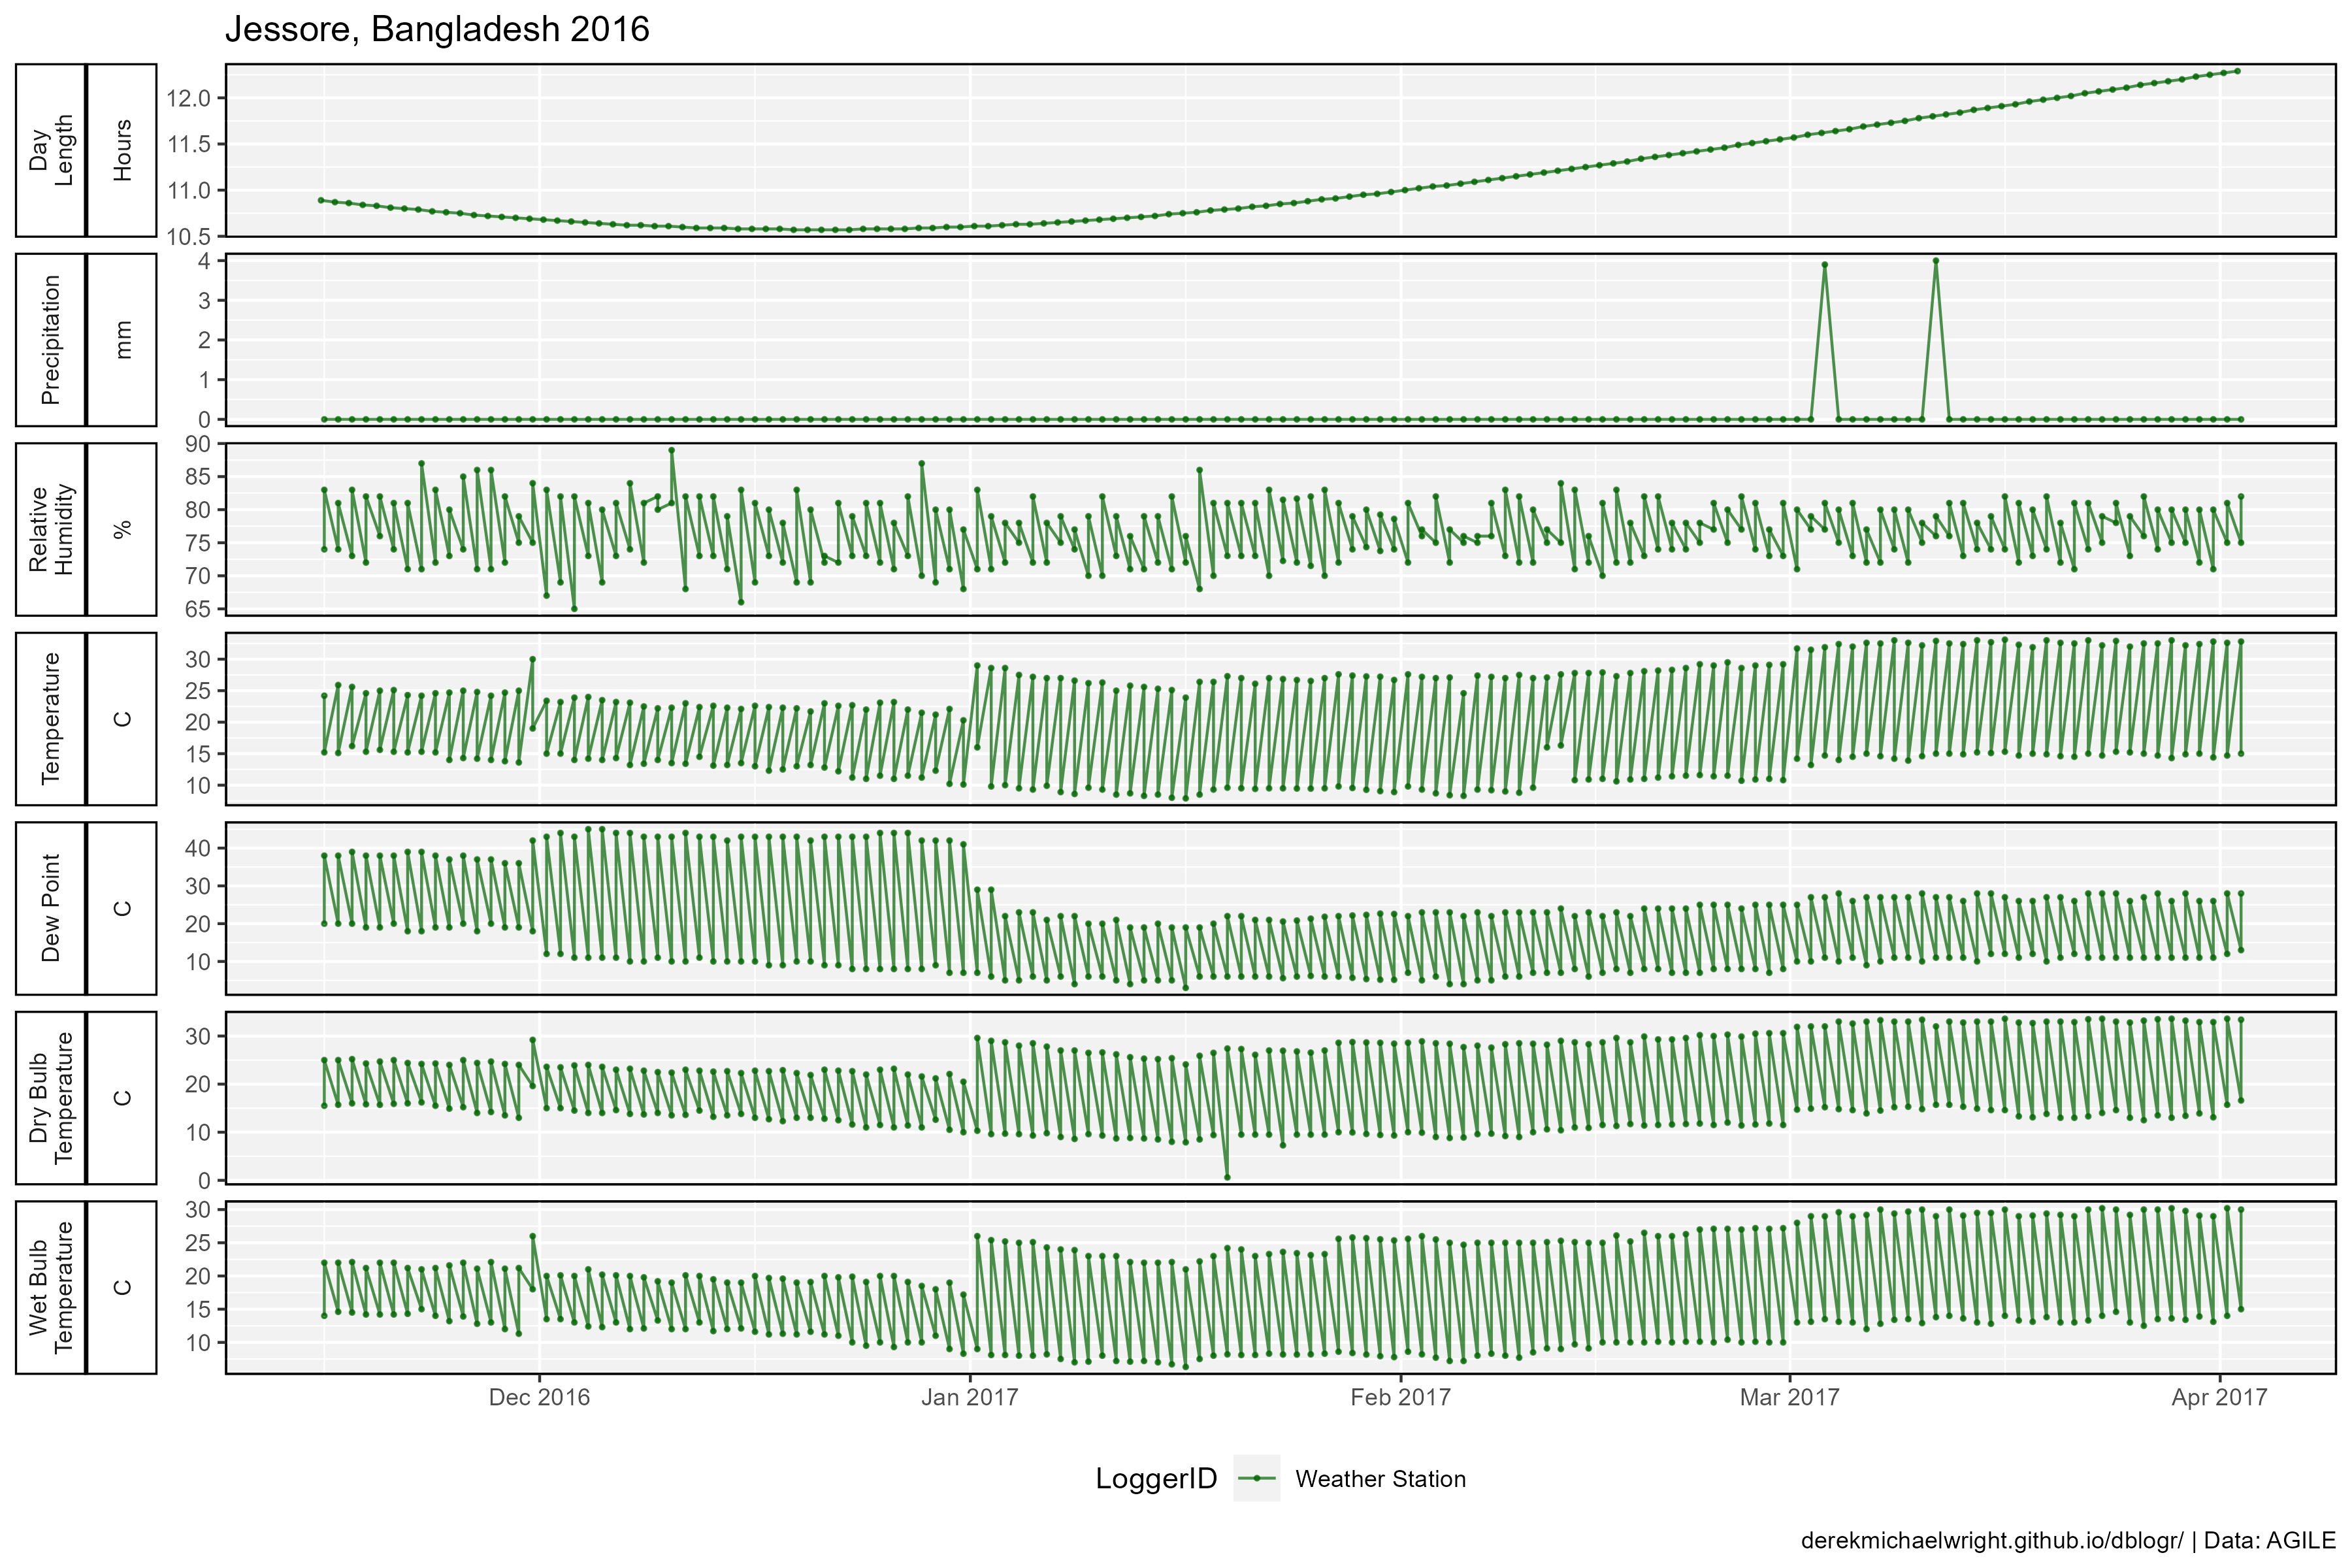 Jessore, Bangladesh 2016
Day
Length
Hours
12.0
11.5
11.0
10.5
Precipitation
mm
4
3
2
1
0
Relative
Humidity
%
90
85
80
75
70
65
Temperature
C
30
25
20
15
10
Dew Point
C
40
30
20
10
Dry Bulb
Temperature
C
30
20
10
0
Wet Bulb
Temperature
C
30
25
20
15
10
Dec 2016 Jan 2017 Feb 2017 Mar 2017 Apr 2017
LoggerID Weather Station
derekmichaelwright.github.io/dblogr/ | Data: AGILE